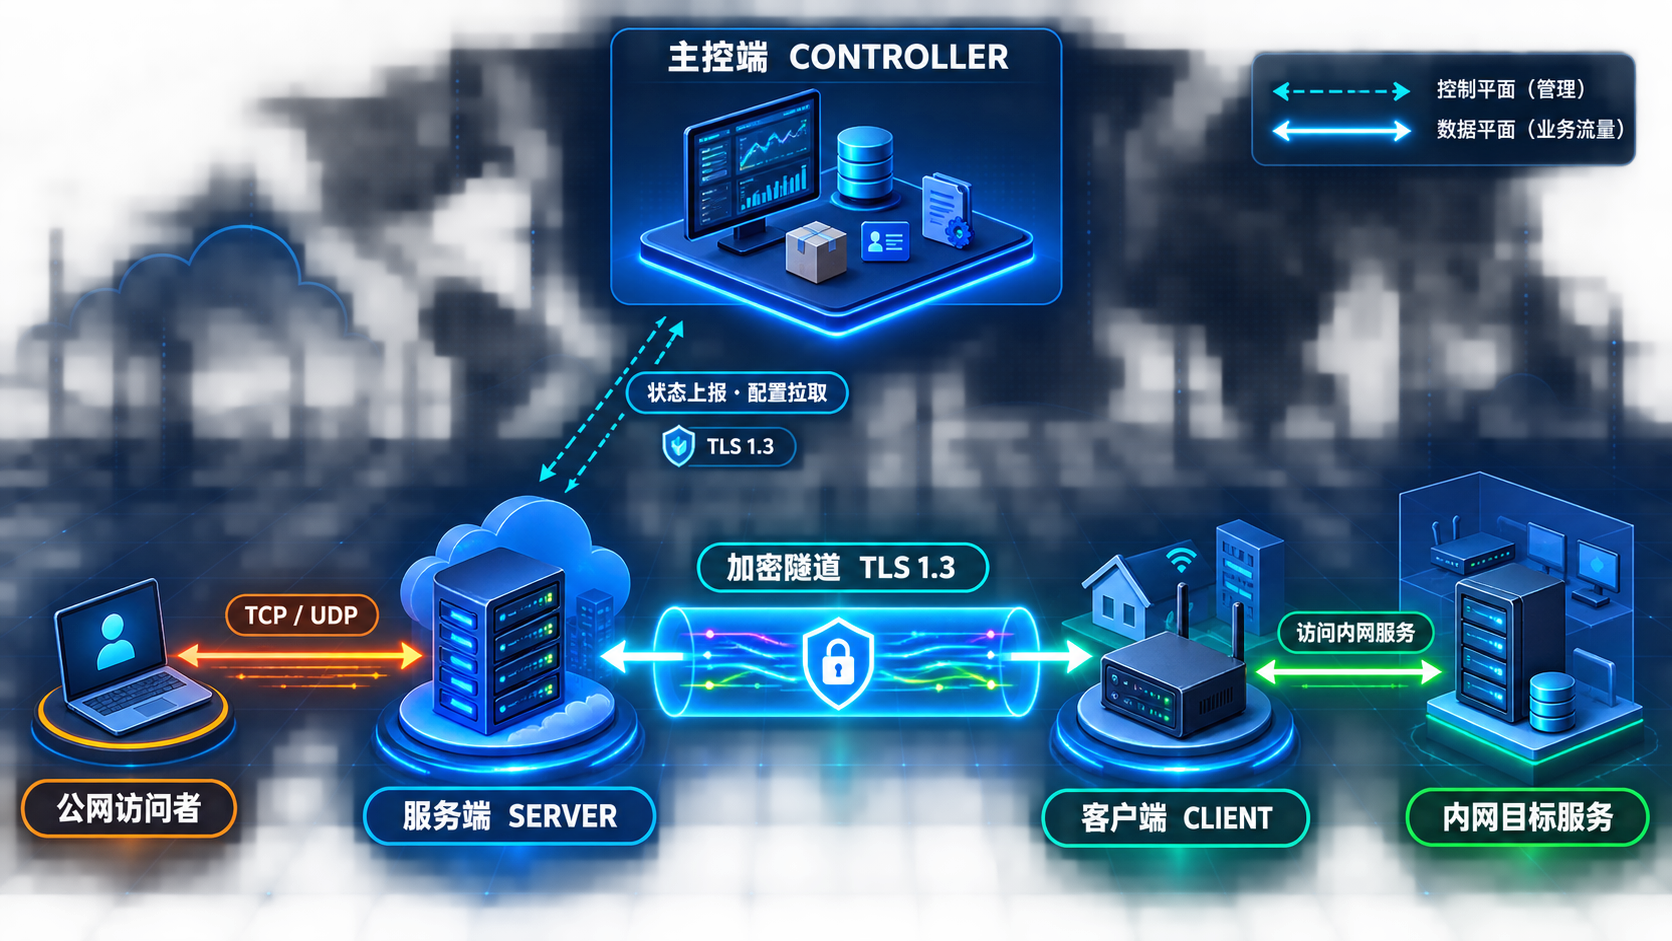 主控端 CONTROLLER
控制平面（管理）
数据平面（业务流量）
状态上报·配置拉取
TLS 1.3
加密隧道 TLS 1.3
TCP / UDP
访问内网服务
公网访问者
服务端 SERVER
客户端 CLIENT
内网目标服务